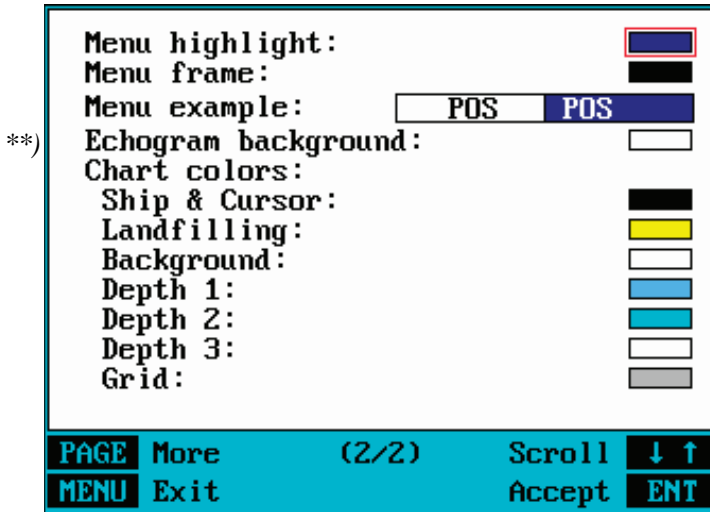 Menu highlight:
Menu frame:
Menu example: POS POS
**) Echogram background:
Chart colors:
Ship & Cursor:
Landfilling:
Background:
Depth 1:
Depth 2:
Depth 3:
Grid:
PAGE More (2/2) Scroll ↓ ↑
MENU Exit Accept ENT